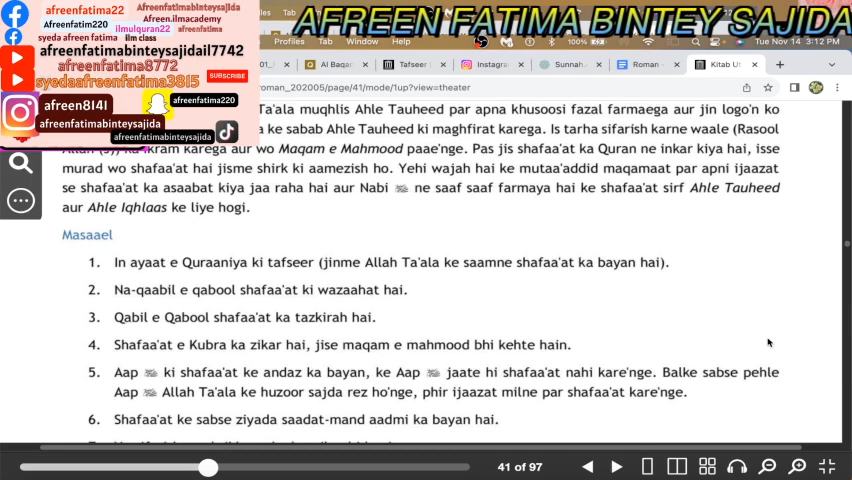 afreenfatima22
Afreenfatim220
syeda afreen fatima
Afreenfatimabinteysajida
Afreen.ilmacademy
ilmulquran22 afreenfatima
ilm class
afreenfatimabinteysajidail7742
afreenfatima8772
syedaafreenfatima3815
SUBSCRIBE
afreen8141
afreenfatima220
afreenfatimabinteysajida
afreenfatimabinteysajida
AFREEN FATIMA BINTEY SAJIDA
Profiles Tab
100%
Tue Nov 14 3:12 PM
Al Baqar
Tafseer
Instagra
Sunnah.
Roman -
Kitab Ut
roman_202005/page/41/mode/1up?view=theater
Ta'ala muqhlis Ahle Tauheed par apna khusoosi fazal farmaega aur jin logo'n ko
a ke sabab Ahle Tauheed ki maghfirat karega. Is tarha sifarish karne waale (Rasool
ikram karega aur wo Maqam e Mahmood paae'nge. Pas jis shafaa'at ka Quran ne inkar kiya hai, isse
murad wo shafaa'at hai jisme shirk ki aamezish ho. Yehi wajah hai ke mutaa'addid maqamaat par apni ijaazat
se shafaa'at ka asaabat kiya jaa raha hai aur Nabi ﷺ ne saaf saaf farmaya hai ke shafaa'at sirf Ahle Tauheed
aur Ahle Iqhlaas ke liye hogi.
Masaael
1. In ayaat e Quraaniya ki tafseer (jinme Allah Ta'ala ke saamne shafaa'at ka bayan hai).
2. Na-qaabil e qabool shafaa'at ki wazaahat hai.
3. Qabil e Qabool shafaa'at ka tazkirah hai.
4. Shafaa'at e Kubra ka zikar hai, jise maqam e mahmood bhi kehte hain.
5. Aap ﷺ ki shafaa'at ke andaz ka bayan, ke Aap ﷺ jaate hi shafaa'at nahi kare'nge. Balke sabse pehle
Aap ﷺ Allah Ta'ala ke huzoor sajda rez ho'nge, phir ijaazat milne par shafaa'at kare'nge.
6. Shafaa'at ke sabse ziyada saadat-mand aadmi ka bayan hai.
41 of 97